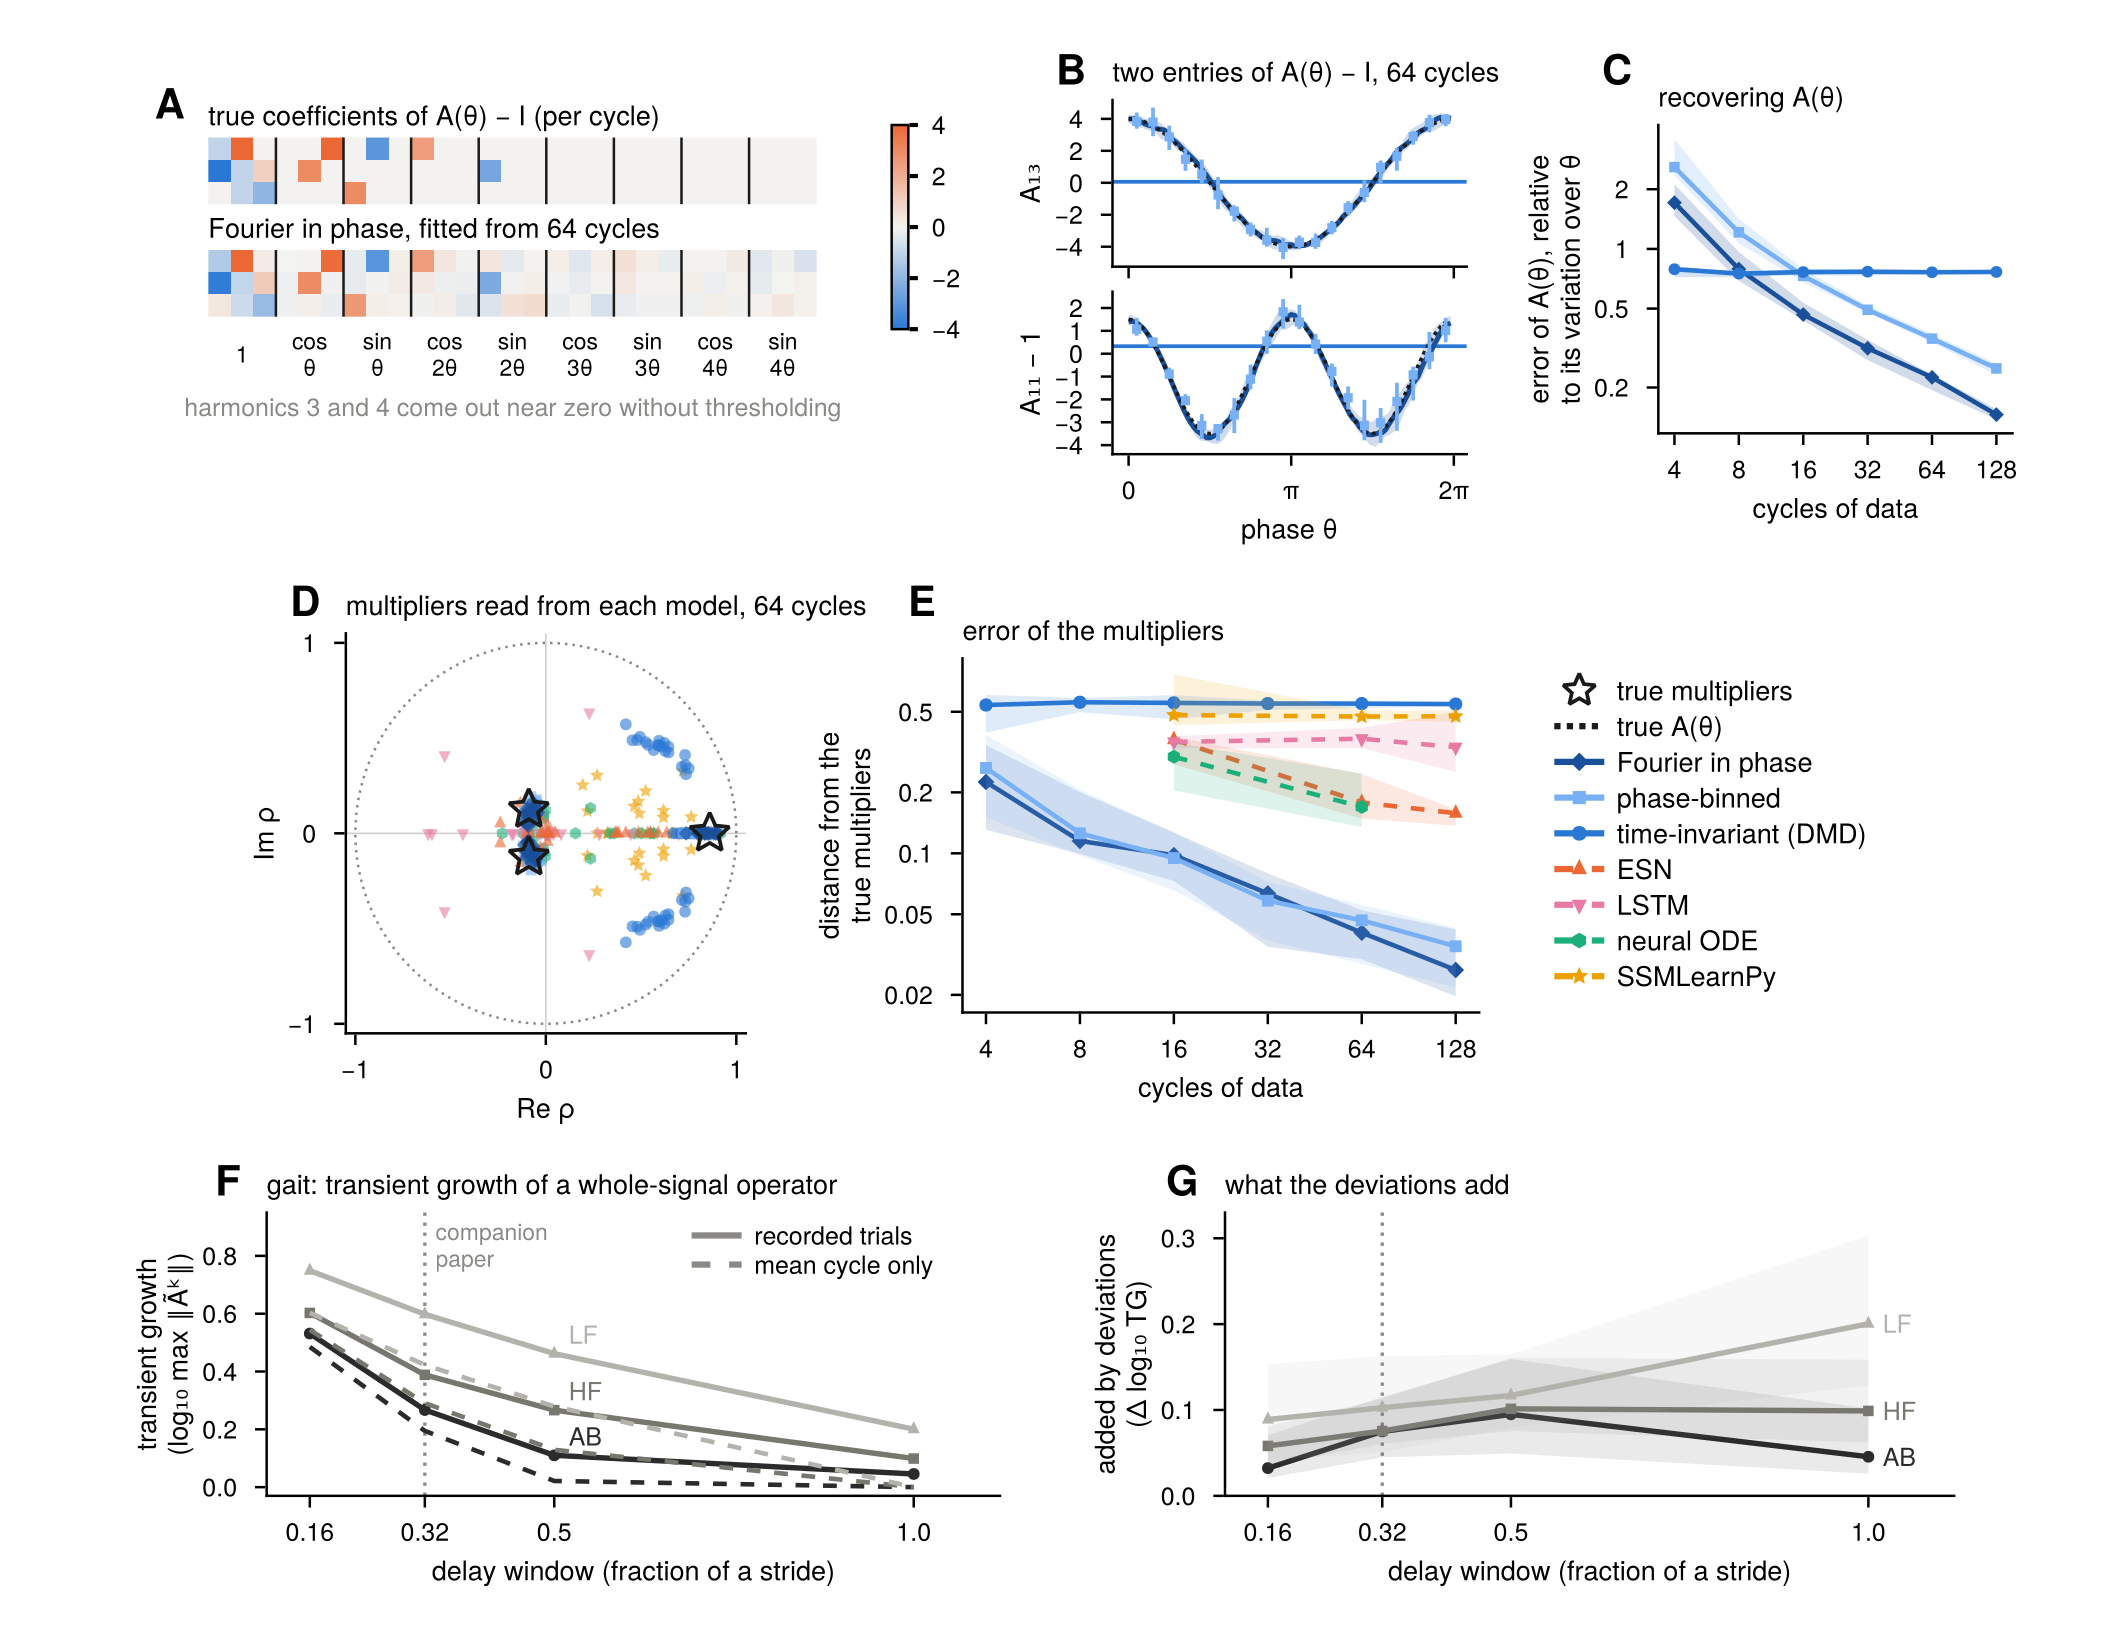 A
true coefficients of A(θ) − I (per cycle)
Fourier in phase, fitted from 64 cycles
1
cos θ
sin θ
cos 2θ
sin 2θ
cos 3θ
sin 3θ
cos 4θ
sin 4θ
harmonics 3 and 4 come out near zero without thresholding
4
2
0
−2
−4
B
two entries of A(θ) − I, 64 cycles
A₁₃
4
2
0
−2
−4
A₁₁ − 1
2
1
0
−1
−2
−3
−4
0
π
2π
phase θ
C
recovering A(θ)
error of A(θ), relative
to its variation over θ
2
1
0.5
0.2
4
8
16
32
64
128
cycles of data
D
multipliers read from each model, 64 cycles
Im ρ
1
0
−1
−1
0
1
Re ρ
E
error of the multipliers
distance from the
true multipliers
0.5
0.2
0.1
0.05
0.02
4
8
16
32
64
128
cycles of data
true multipliers
true A(θ)
Fourier in phase
phase-binned
time-invariant (DMD)
ESN
LSTM
neural ODE
SSMLearnPy
F
gait: transient growth of a whole-signal operator
transient growth
(log₁₀ max ‖Ãᵏ‖)
0.8
0.6
0.4
0.2
0.0
companion
paper
recorded trials
mean cycle only
LF
HF
AB
0.16
0.32
0.5
1.0
delay window (fraction of a stride)
G
what the deviations add
added by deviations
(Δ log₁₀ TG)
0.3
0.2
0.1
0.0
LF
HF
AB
0.16
0.32
0.5
1.0
delay window (fraction of a stride)